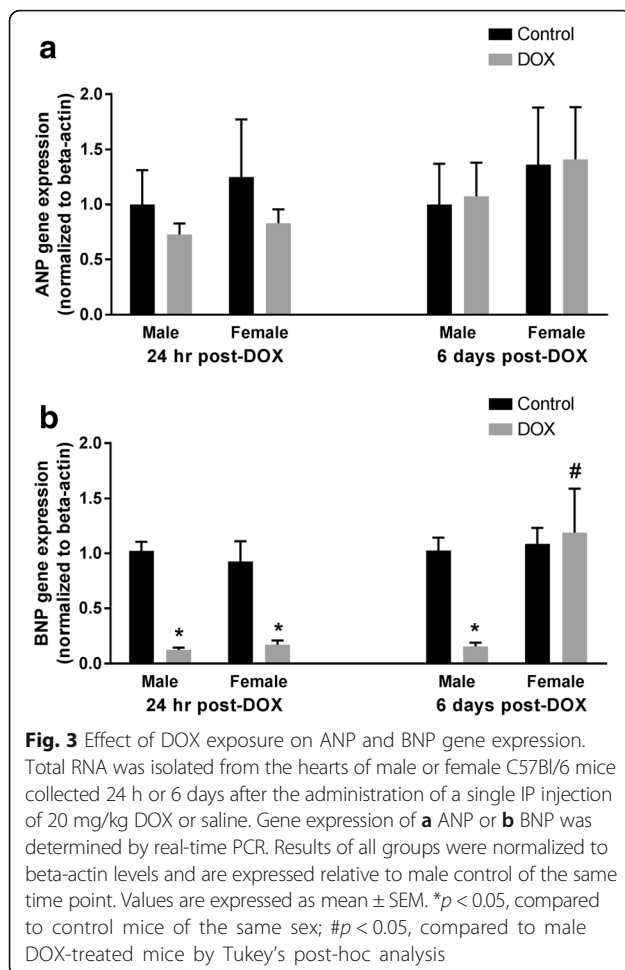 a
Control
DOX
ANP gene expression
(normalized to beta-actin)
2.0
1.5
1.0
0.5
0.0
Male Female Male Female
24 hr post-DOX 6 days post-DOX
b
Control
DOX
BNP gene expression
(normalized to beta-actin)
2.0
1.5
1.0
0.5
0.0
* * * #
Male Female Male Female
24 hr post-DOX 6 days post-DOX
Fig. 3 Effect of DOX exposure on ANP and BNP gene expression.
Total RNA was isolated from the hearts of male or female C57Bl/6 mice
collected 24 h or 6 days after the administration of a single IP injection
of 20 mg/kg DOX or saline. Gene expression of a ANP or b BNP was
determined by real-time PCR. Results of all groups were normalized to
beta-actin levels and are expressed relative to male control of the same
time point. Values are expressed as mean ± SEM. *p < 0.05, compared
to control mice of the same sex; #p < 0.05, compared to male
DOX-treated mice by Tukey's post-hoc analysis